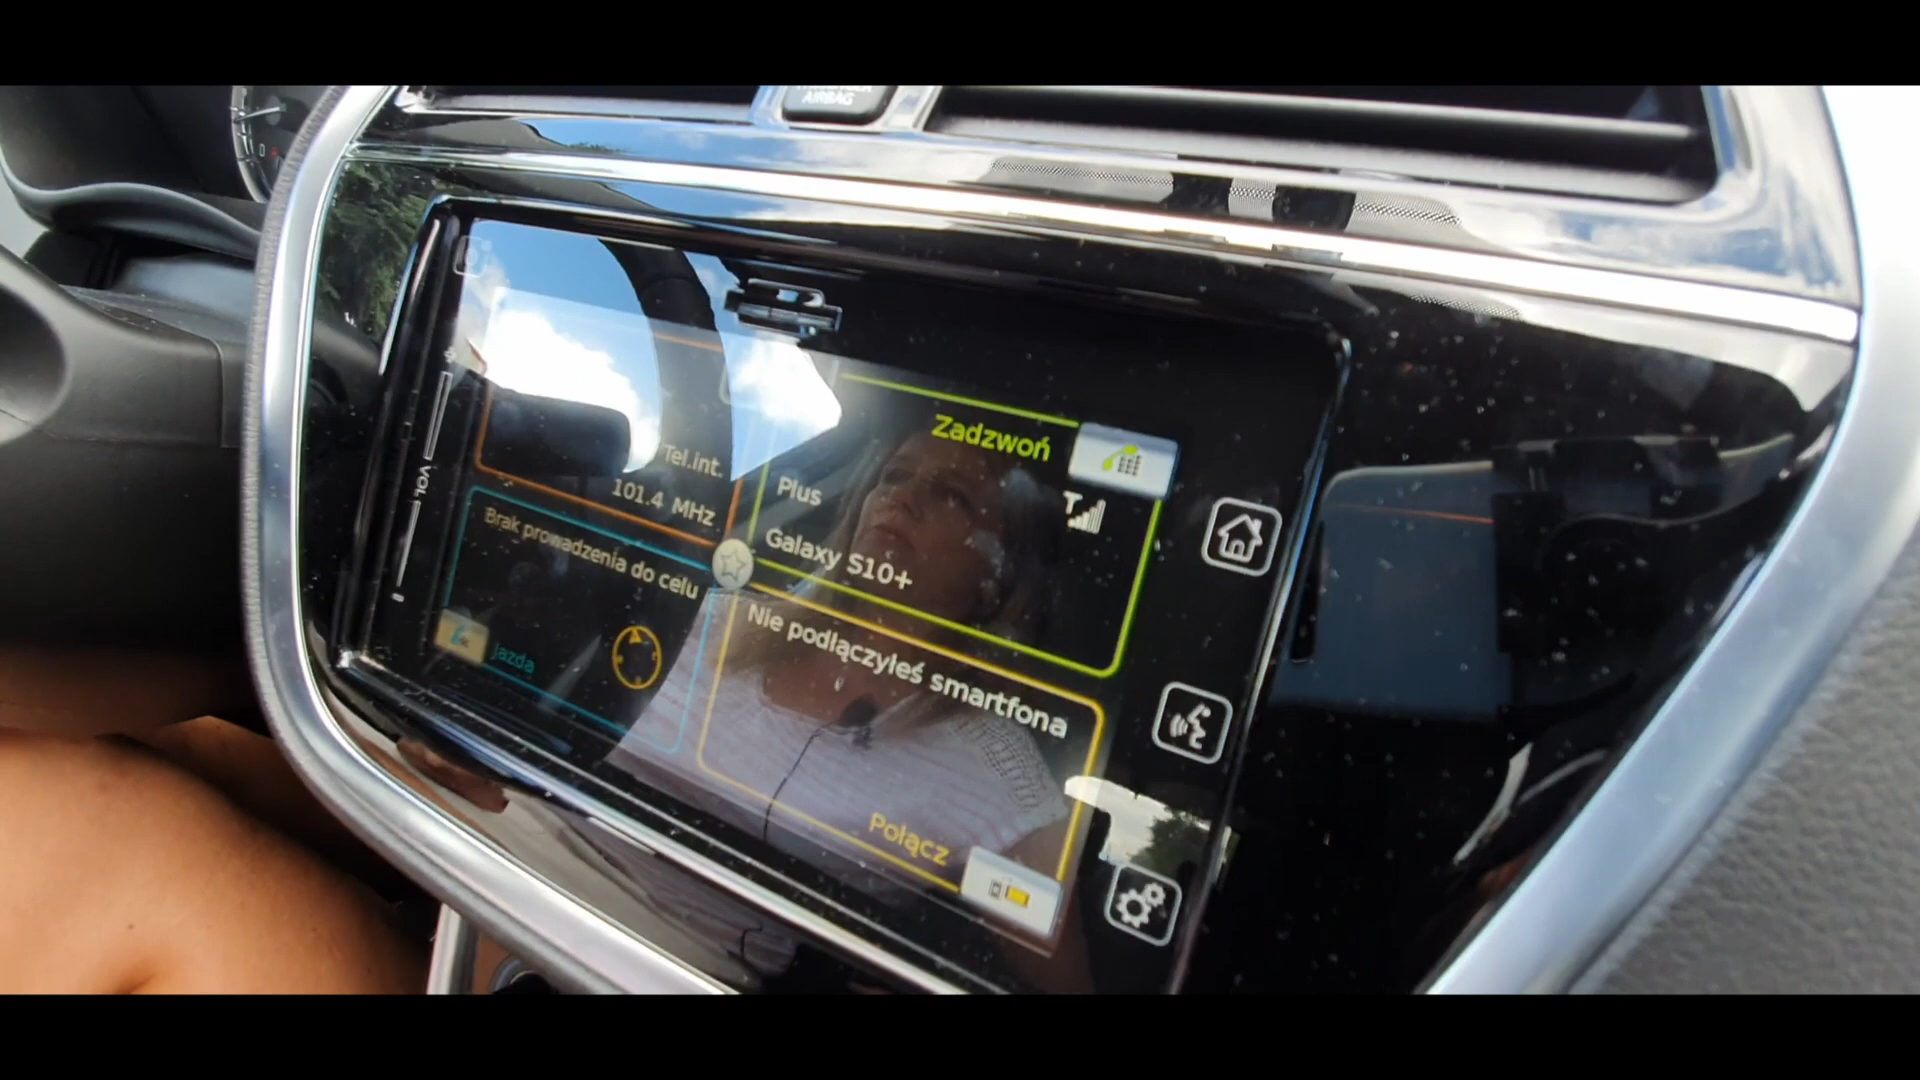 AIRBAG
VOL
Tel.int.
101.4 MHz
Zadzwoń
Plus
T
Galaxy S10+
Brak prowadzenia do celu
Jazda
Nie podłączyłeś smartfona
Połącz